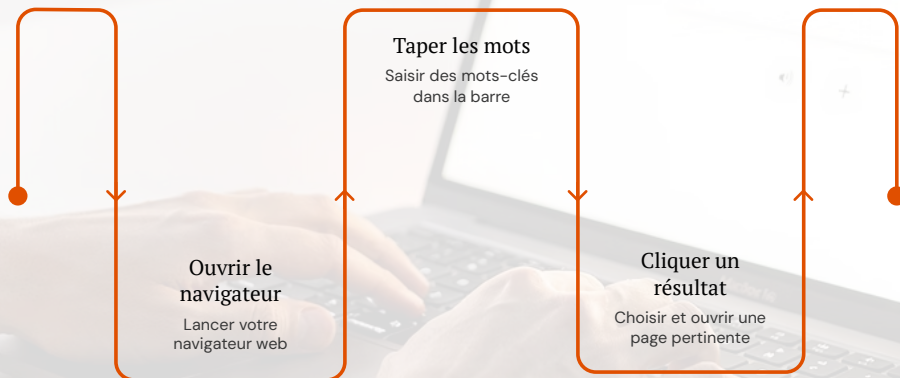 Ouvrir le
navigateur
Lancer votre
navigateur web
Taper les mots
Saisir des mots-clés
dans la barre
Cliquer un
résultat
Choisir et ouvrir une
page pertinente